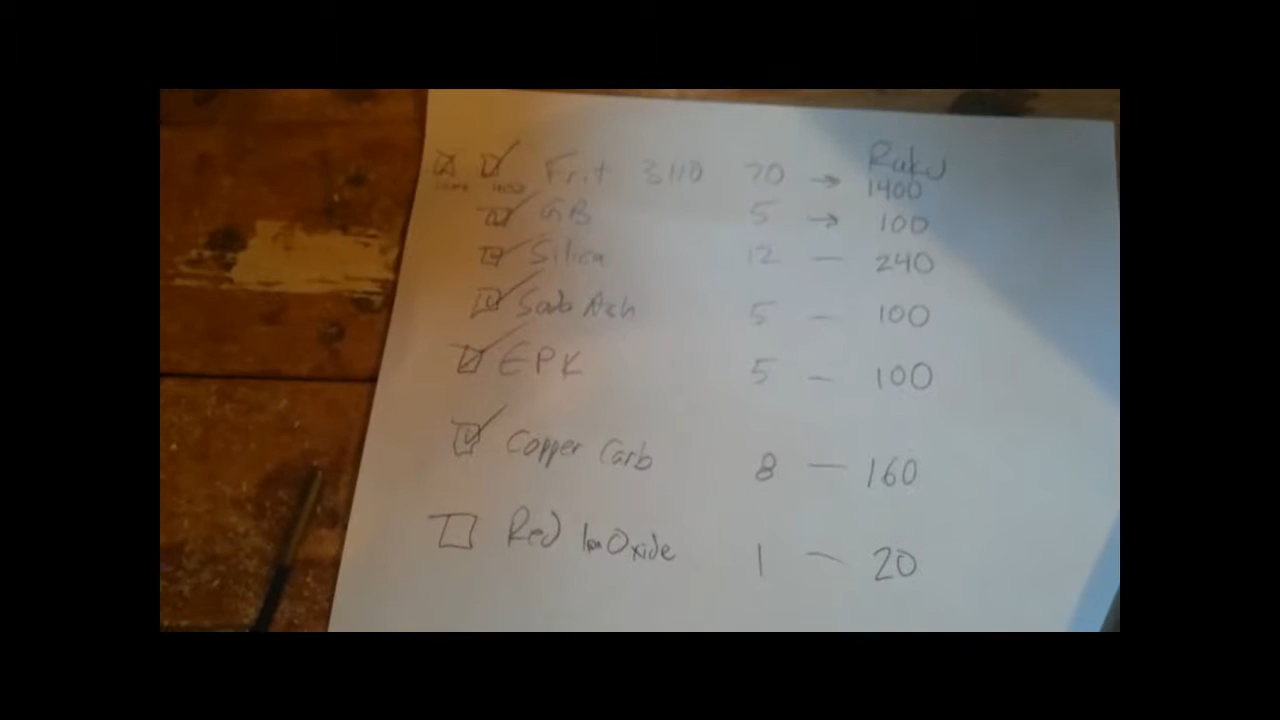 Raku
Frit 3110 70 → 1400
GB 5 → 100
Silica 12 — 240
Soda Ash 5 — 100
EPK 5 — 100
Copper Carb 8 — 160
Red Iron Oxide 1 — 20